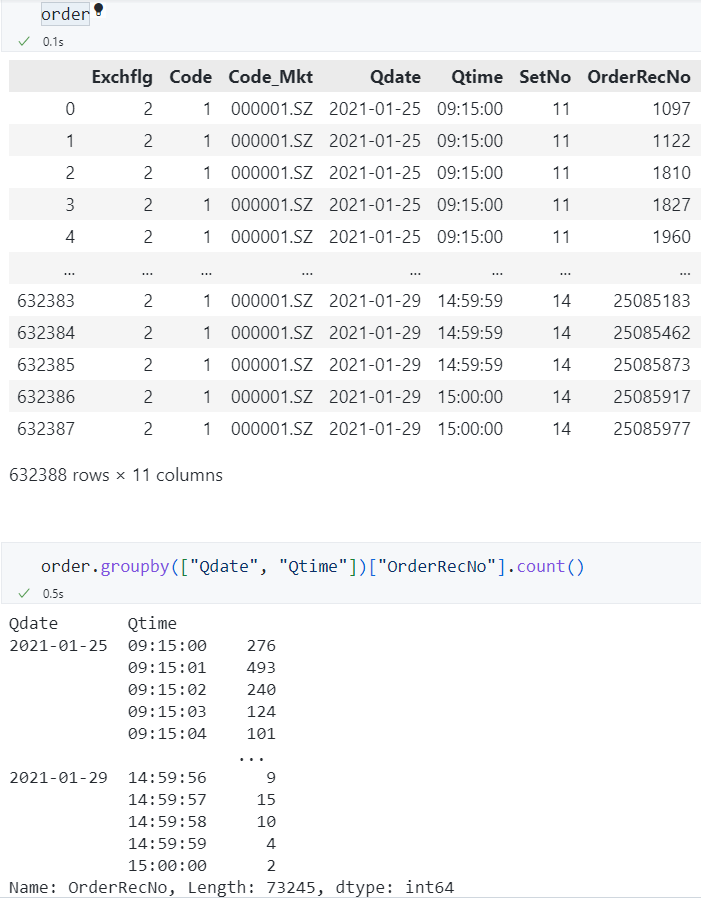 order
0.1s
Exchflg Code Code_Mkt Qdate Qtime SetNo OrderRecNo
0 2 1 000001.SZ 2021-01-25 09:15:00 11 1097
1 2 1 000001.SZ 2021-01-25 09:15:00 11 1122
2 2 1 000001.SZ 2021-01-25 09:15:00 11 1810
3 2 1 000001.SZ 2021-01-25 09:15:00 11 1827
4 2 1 000001.SZ 2021-01-25 09:15:00 11 1960
... ... ... ... ... ... ... ...
632383 2 1 000001.SZ 2021-01-29 14:59:59 14 25085183
632384 2 1 000001.SZ 2021-01-29 14:59:59 14 25085462
632385 2 1 000001.SZ 2021-01-29 14:59:59 14 25085873
632386 2 1 000001.SZ 2021-01-29 15:00:00 14 25085917
632387 2 1 000001.SZ 2021-01-29 15:00:00 14 25085977
632388 rows × 11 columns
order.groupby(["Qdate", "Qtime"])["OrderRecNo"].count()
0.5s
Qdate Qtime
2021-01-25 09:15:00 276
09:15:01 493
09:15:02 240
09:15:03 124
09:15:04 101
...
2021-01-29 14:59:56 9
14:59:57 15
14:59:58 10
14:59:59 4
15:00:00 2
Name: OrderRecNo, Length: 73245, dtype: int64